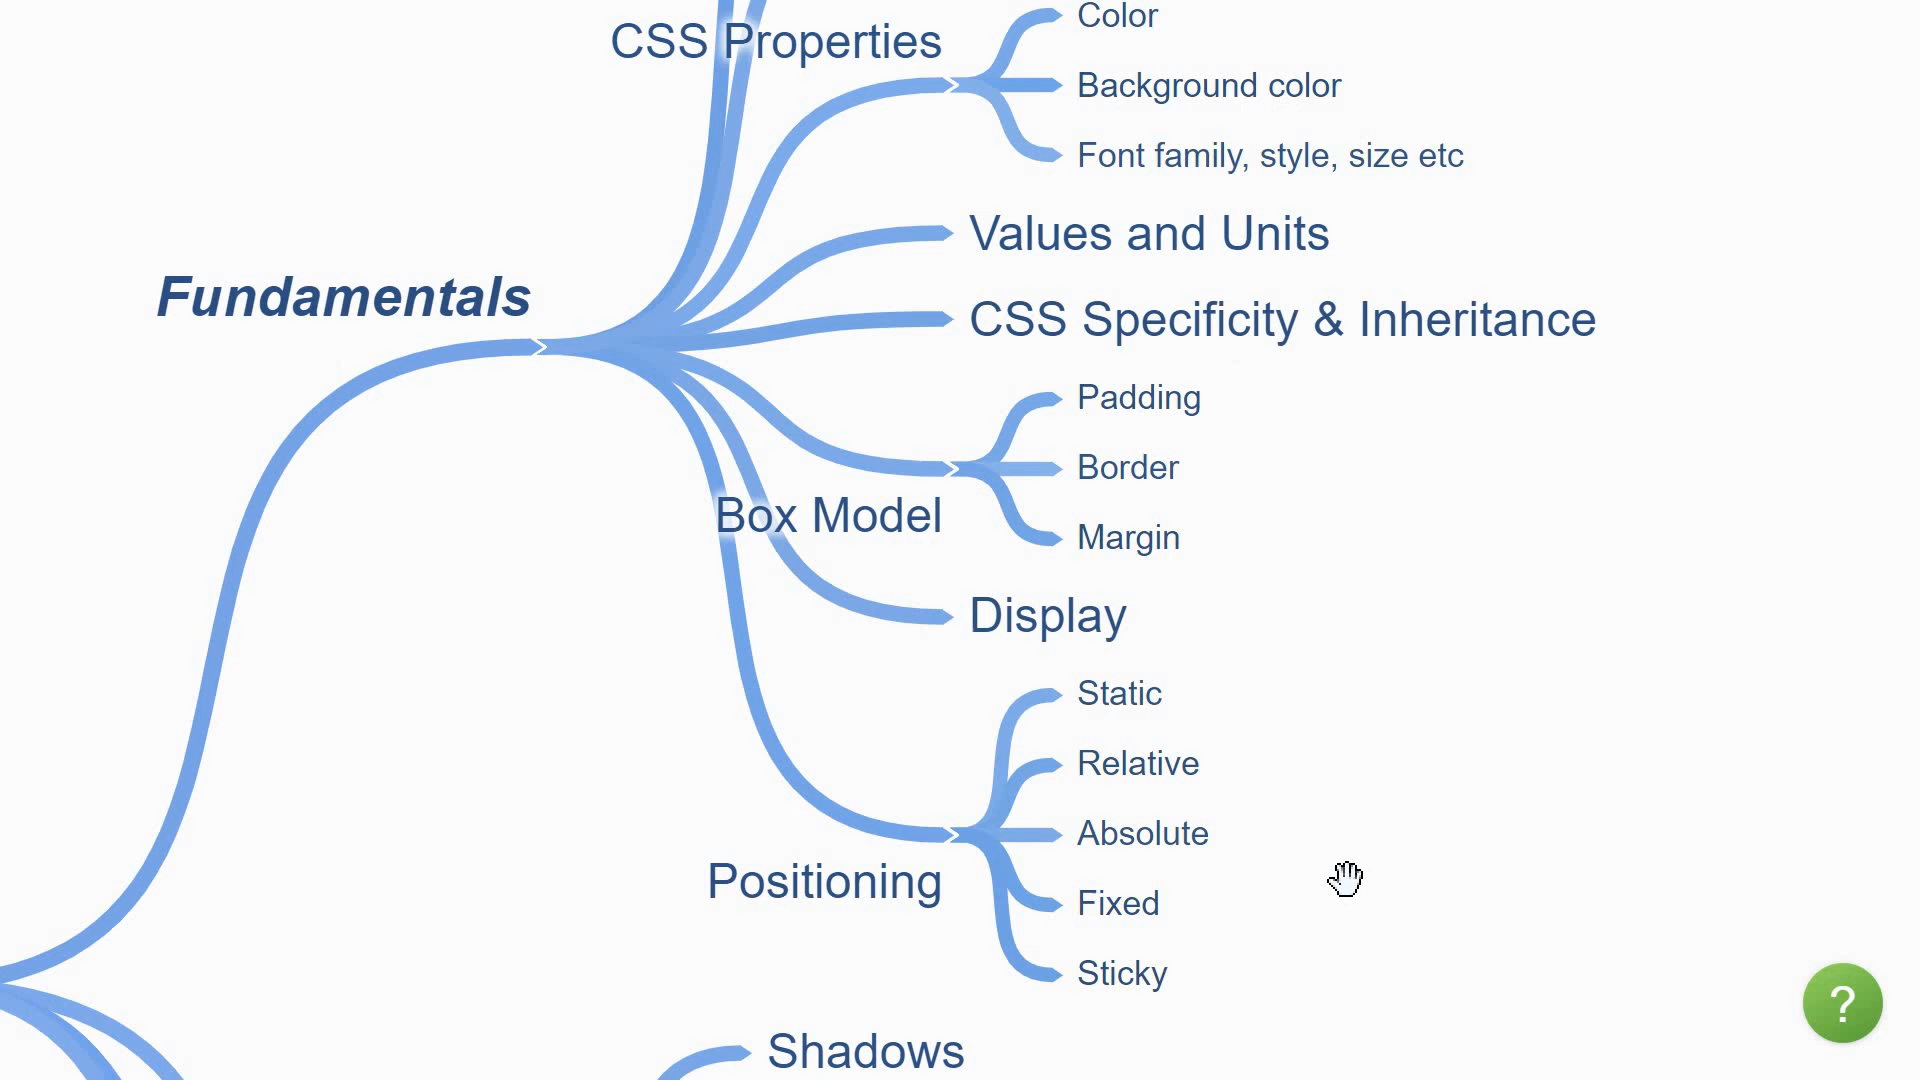 Color
CSS Properties
Background color
Font family, style, size etc
Values and Units
Fundamentals
CSS Specificity & Inheritance
Padding
Border
Box Model
Margin
Display
Static
Relative
Absolute
Positioning
Fixed
Sticky
?
Shadows